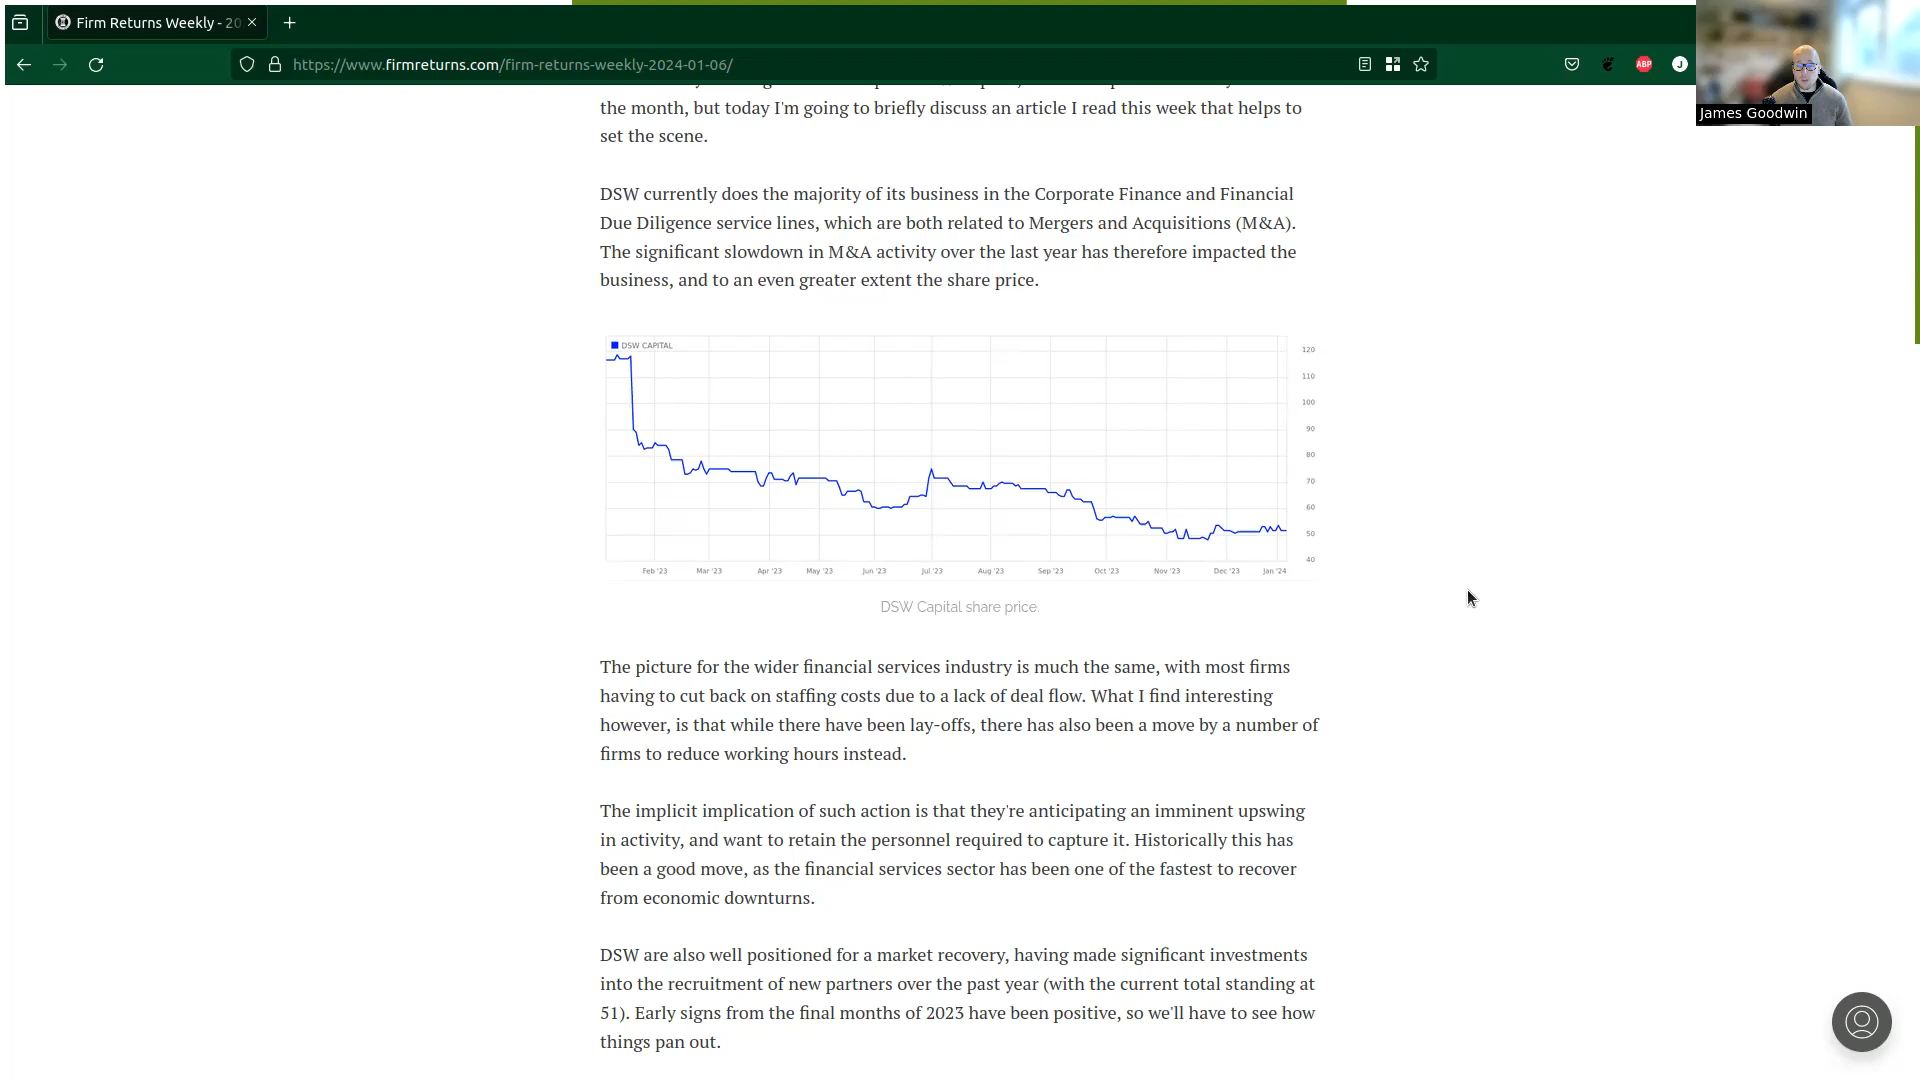 Firm Returns Weekly - 20
https://www.firmreturns.com/firm-returns-weekly-2024-01-06/
ABP
J
James Goodwin
the month, but today I'm going to briefly discuss an article I read this week that helps to
set the scene.
DSW currently does the majority of its business in the Corporate Finance and Financial
Due Diligence service lines, which are both related to Mergers and Acquisitions (M&A).
The significant slowdown in M&A activity over the last year has therefore impacted the
business, and to an even greater extent the share price.
DSW CAPITAL
120
110
100
90
80
70
60
50
40
Feb '23 Mar '23 Apr '23 May '23 Jun '23 Jul '23 Aug '23 Sep '23 Oct '23 Nov '23 Dec '23 Jan '24
DSW Capital share price.
The picture for the wider financial services industry is much the same, with most firms
having to cut back on staffing costs due to a lack of deal flow. What I find interesting
however, is that while there have been lay-offs, there has also been a move by a number of
firms to reduce working hours instead.
The implicit implication of such action is that they're anticipating an imminent upswing
in activity, and want to retain the personnel required to capture it. Historically this has
been a good move, as the financial services sector has been one of the fastest to recover
from economic downturns.
DSW are also well positioned for a market recovery, having made significant investments
into the recruitment of new partners over the past year (with the current total standing at
51). Early signs from the final months of 2023 have been positive, so we'll have to see how
things pan out.